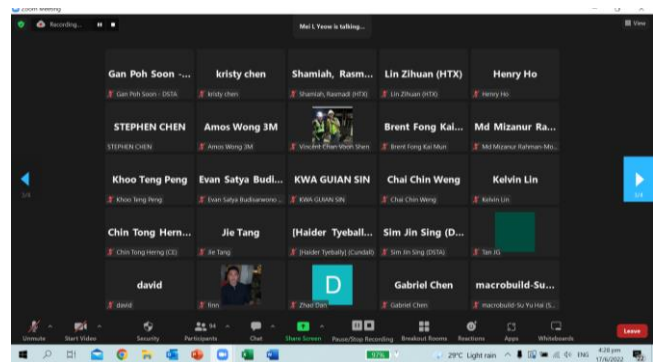 Zoom Meeting
Recording...
Mei L Yeow is talking...
View
Gan Poh Soon -... kristy chen Shamiah, Rasm... Lin Zihuan (HTX) Henry Ho
Gan Poh Soon - DSTA kristy chen Shamiah, Rasmadi (HTX) Lin Zihuan (HTX) Henry Ho
STEPHEN CHEN Amos Wong 3M Brent Fong Kai... Md Mizanur Ra...
STEPHEN CHEN Amos Wong 3M Vincent Chan Voon Shen Brent Fong Kai Mun Md Mizanur Rahman-Mo...
Khoo Teng Peng Evan Satya Budi... KWA GUIAN SIN Chai Chin Weng Kelvin Lin
3/4 Khoo Teng Peng Evan Satya Budisarwono... KWA GUIAN SIN Chai Chin Weng Kelvin Lin 3/4
Chin Tong Hern... Jie Tang [Haider Tyeball... Sim Jin Sing (D...
Chin Tong Herng (CE) Jie Tang [Haider Tyebally] (Cundall) Sim Jin Sing (DSTA) Tan JG
david D Gabriel Chen macrobuild-Su...
david finn Zhao Dan Gabriel Chen macrobuild-Su Yu Hai (S...
94
Unmute Start Video Security Participants Chat Share Screen Pause/Stop Recording Breakout Rooms Reactions Apps Whiteboards Leave
97% 29°C Light rain ENG 4:28 pm
17/6/2022